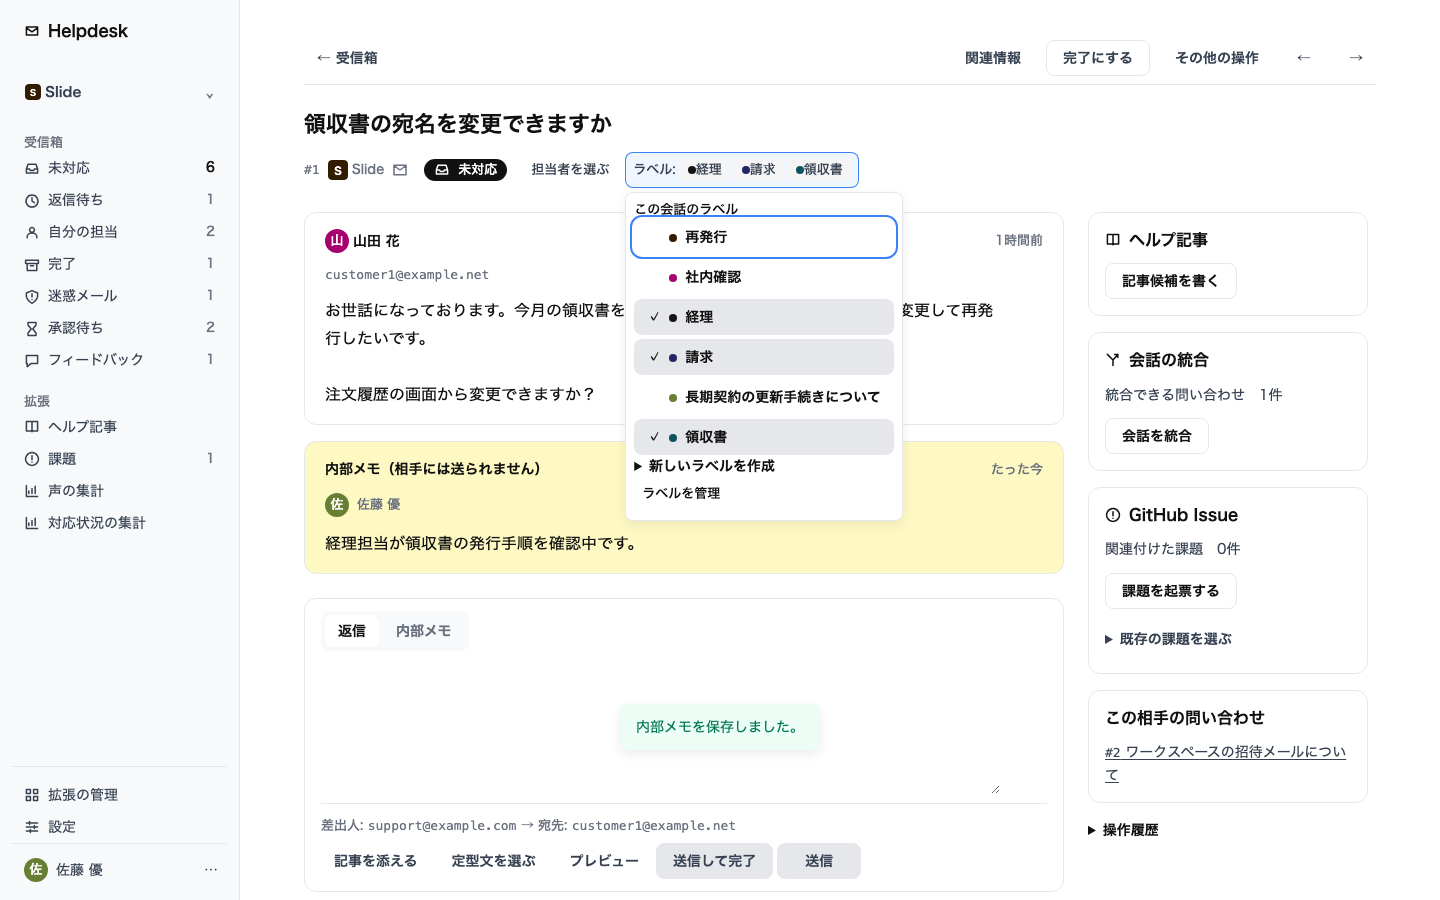 Helpdesk
S Slide
受信箱
未対応 6
返信待ち 1
自分の担当 2
完了 1
迷惑メール 1
承認待ち 2
フィードバック 1
拡張
ヘルプ記事
課題 1
声の集計
対応状況の集計
拡張の管理
設定
佐 佐藤 優 …
← 受信箱
関連情報
完了にする
その他の操作
←
→
領収書の宛名を変更できますか
#1 S Slide 未対応 担当者を選ぶ ラベル: 経理 請求 領収書
この会話のラベル
再発行
社内確認
✓ 経理
✓ 請求
長期契約の更新手続きについて
✓ 領収書
▶ 新しいラベルを作成
ラベルを管理
山 山田 花 1時間前
customer1@example.net
お世話になっております。今月の領収書を 変更して再発
行したいです。
注文履歴の画面から変更できますか？
内部メモ（相手には送られません） たった今
佐 佐藤 優
経理担当が領収書の発行手順を確認中です。
返信 内部メモ
内部メモを保存しました。
差出人: support@example.com → 宛先: customer1@example.net
記事を添える 定型文を選ぶ プレビュー 送信して完了 送信
ヘルプ記事
記事候補を書く
会話の統合
統合できる問い合わせ 1件
会話を統合
GitHub Issue
関連付けた課題 0件
課題を起票する
▶ 既存の課題を選ぶ
この相手の問い合わせ
#2 ワークスペースの招待メールについ
て
▶ 操作履歴